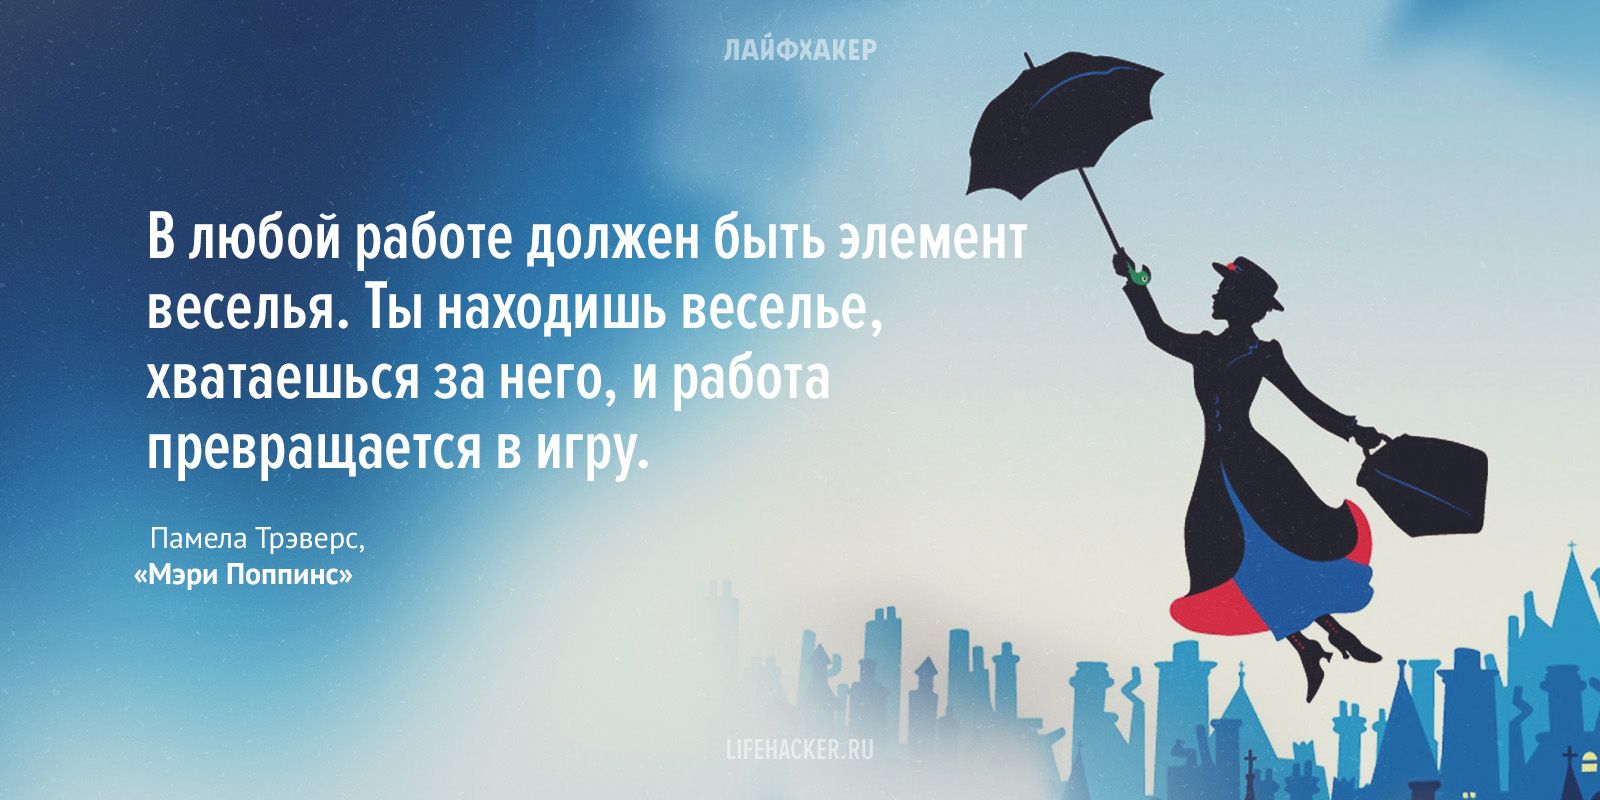 ЛАЙФХАКЕР
В любой работе должен быть элемент
веселья. Ты находишь веселье,
хватаешься за него, и работа
превращается в игру.
Памела Трэверс,
«Мэри Поппинс»
LIFEHACKER.RU